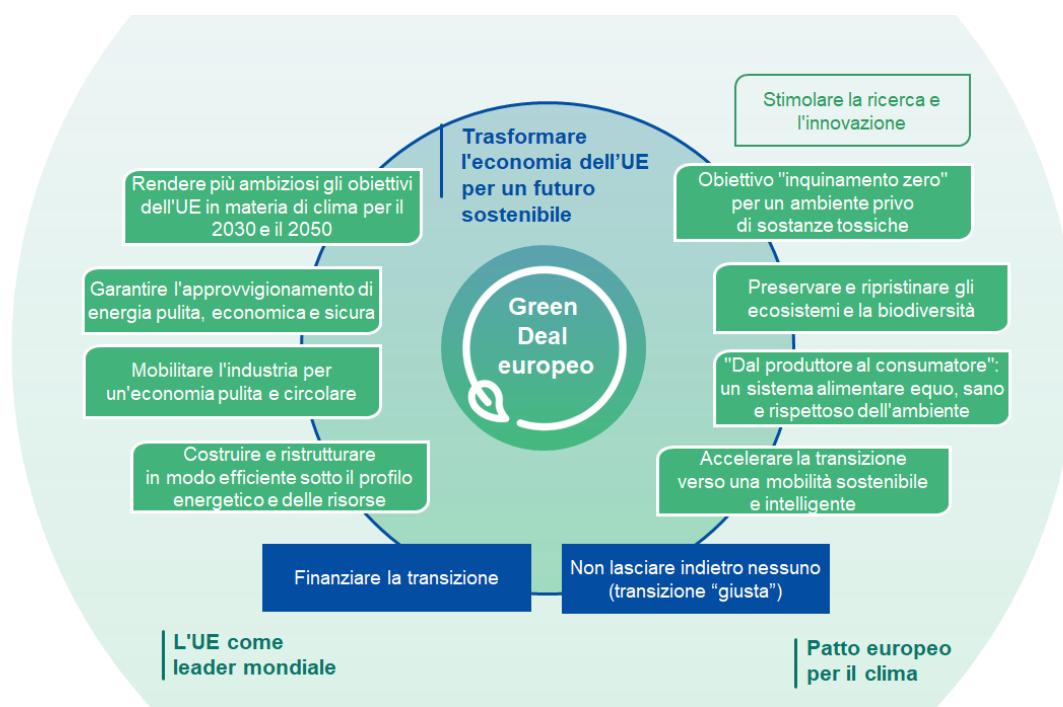 Stimolare la ricerca e
l'innovazione
Trasformare
l'economia dell’UE
per un futuro
sostenibile
Rendere più ambiziosi gli obiettivi
dell'UE in materia di clima per il
2030 e il 2050
Obiettivo "inquinamento zero"
per un ambiente privo
di sostanze tossiche
Garantire l'approvvigionamento di
energia pulita, economica e sicura
Green
Deal
europeo
Preservare e ripristinare gli
ecosistemi e la biodiversità
Mobilitare l'industria per
un'economia pulita e circolare
"Dal produttore al consumatore":
un sistema alimentare equo, sano
e rispettoso dell'ambiente
Costruire e ristrutturare
in modo efficiente sotto il profilo
energetico e delle risorse
Accelerare la transizione
verso una mobilità sostenibile
e intelligente
Finanziare la transizione
Non lasciare indietro nessuno
(transizione “giusta”)
L'UE come
leader mondiale
Patto europeo
per il clima